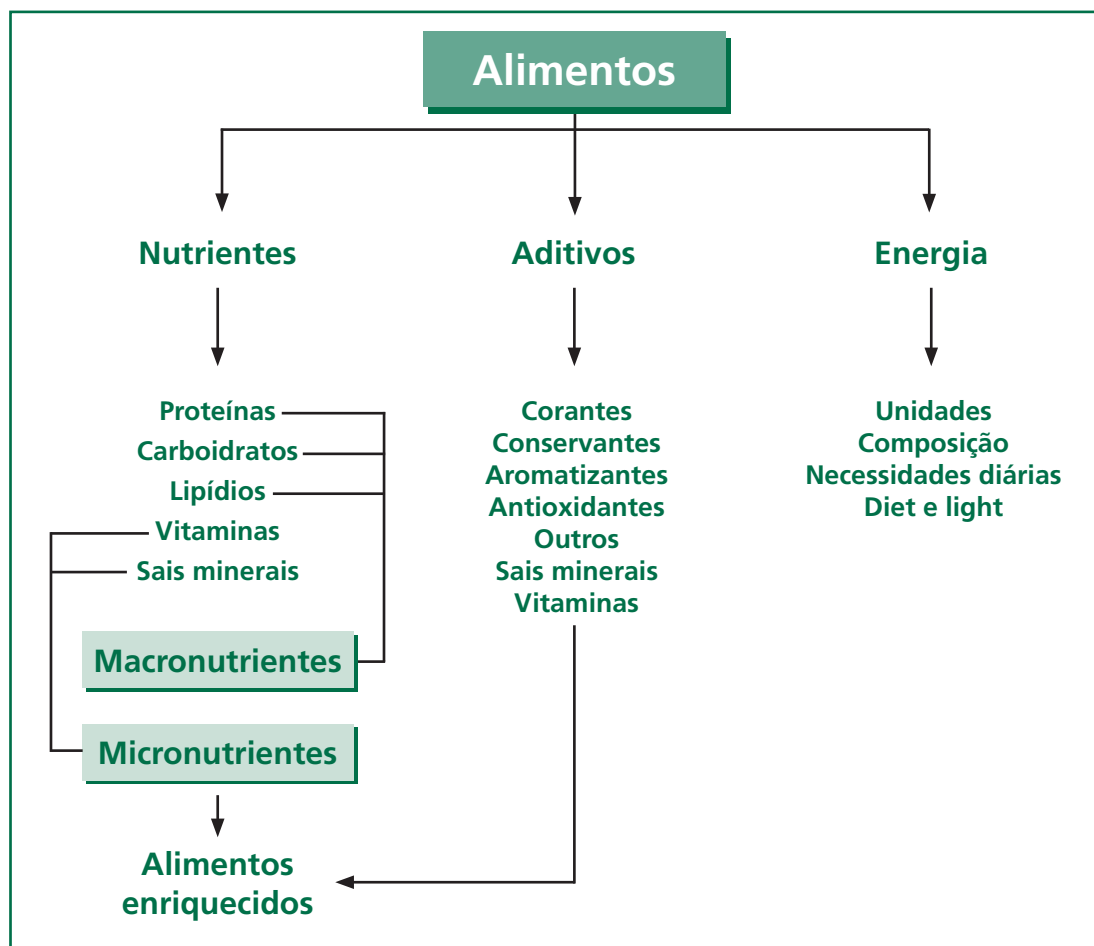 Alimentos
Nutrientes
Aditivos
Energia
Proteínas
Carboidratos
Lipídios
Vitaminas
Sais minerais
Macronutrientes
Micronutrientes
Alimentos
enriquecidos
Corantes
Conservantes
Aromatizantes
Antioxidantes
Outros
Sais minerais
Vitaminas
Unidades
Composição
Necessidades diárias
Diet e light